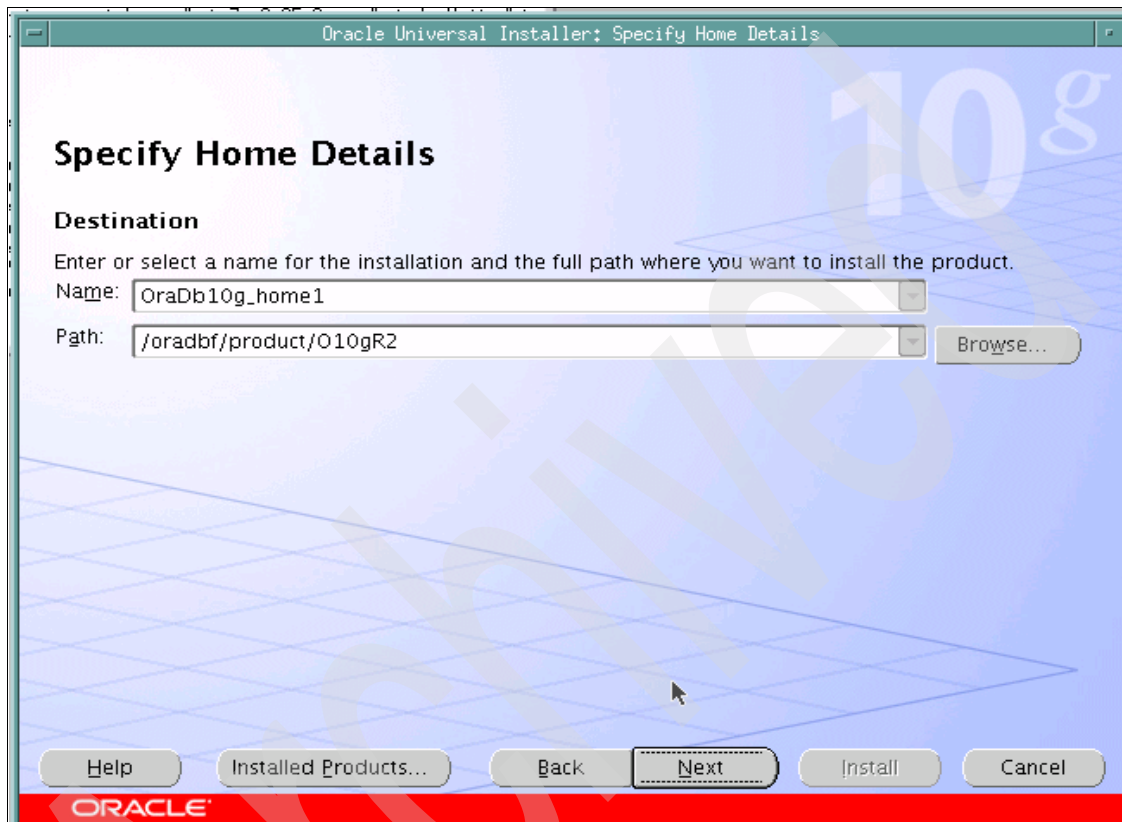 Oracle Universal Installer: Specify Home Details
10g
Specify Home Details
Destination
Enter or select a name for the installation and the full path where you want to install the product.
Name: OraDb10g_home1
Path: /oradbf/product/O10gR2 Browse...
Help Installed Products... Back Next Install Cancel
ORACLE